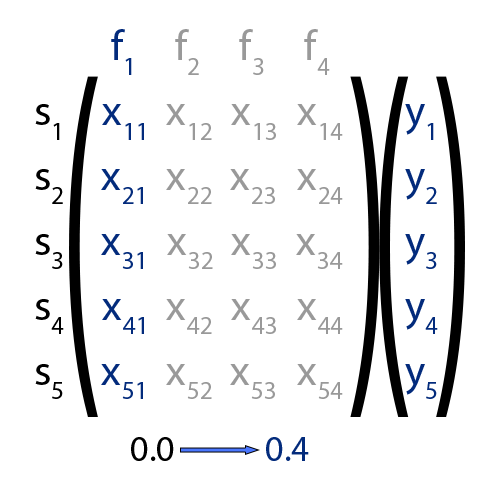 f1 f2 f3 f4
s1 x11 x12 x13 x14 y1
s2 x21 x22 x23 x24 y2
s3 x31 x32 x33 x34 y3
s4 x41 x42 x43 x44 y4
s5 x51 x52 x53 x54 y5
0.0 0.4